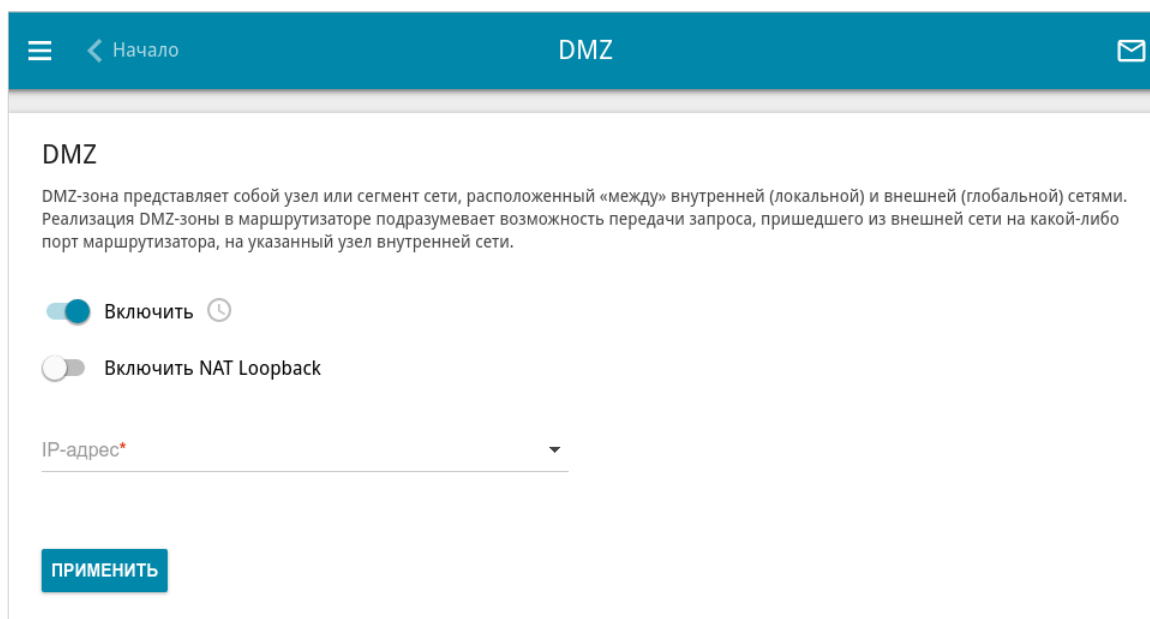 Начало
DMZ
DMZ
DMZ-зона представляет собой узел или сегмент сети, расположенный «между» внутренней (локальной) и внешней (глобальной) сетями.
Реализация DMZ-зоны в маршрутизаторе подразумевает возможность передачи запроса, пришедшего из внешней сети на какой-либо
порт маршрутизатора, на указанный узел внутренней сети.
Включить
Включить NAT Loopback
IP-адрес*
ПРИМЕНИТЬ